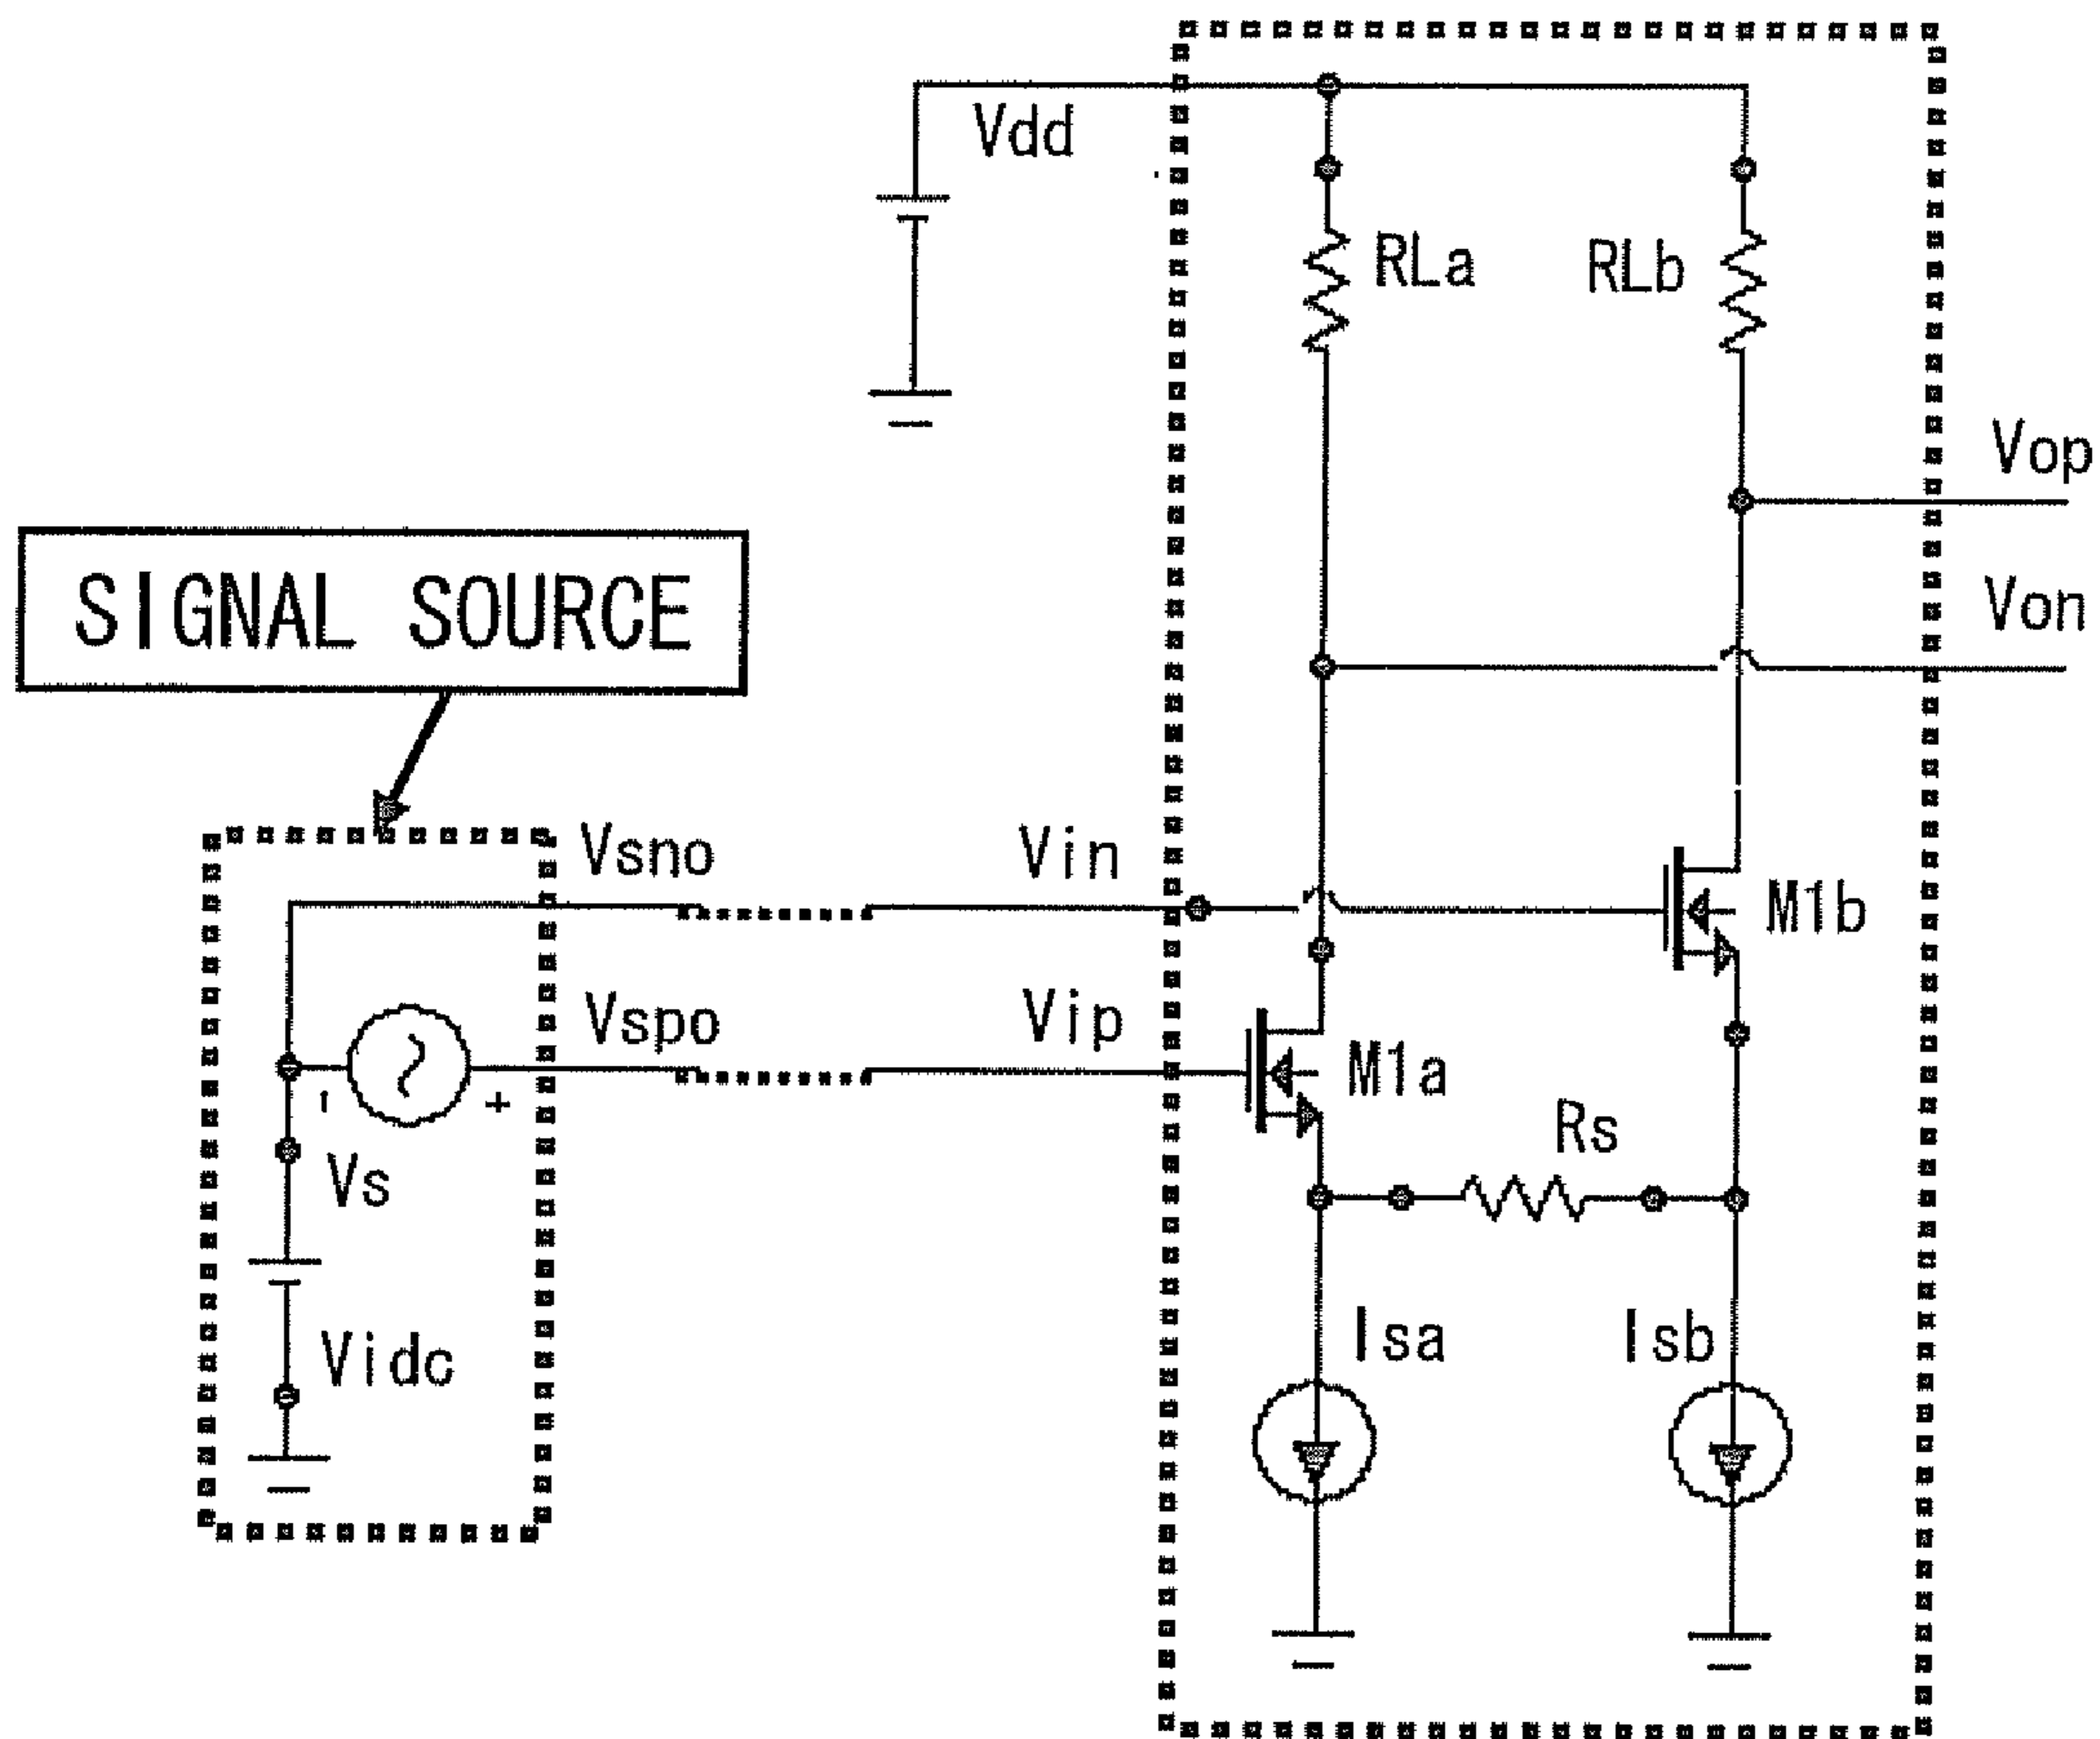 Vdd
RLa
RLb
Vop
SIGNAL SOURCE
Von
Vsno
Vin
M1b
Vspo
Vip
M1a
- +
Rs
Vs
Isa
Isb
Vidc